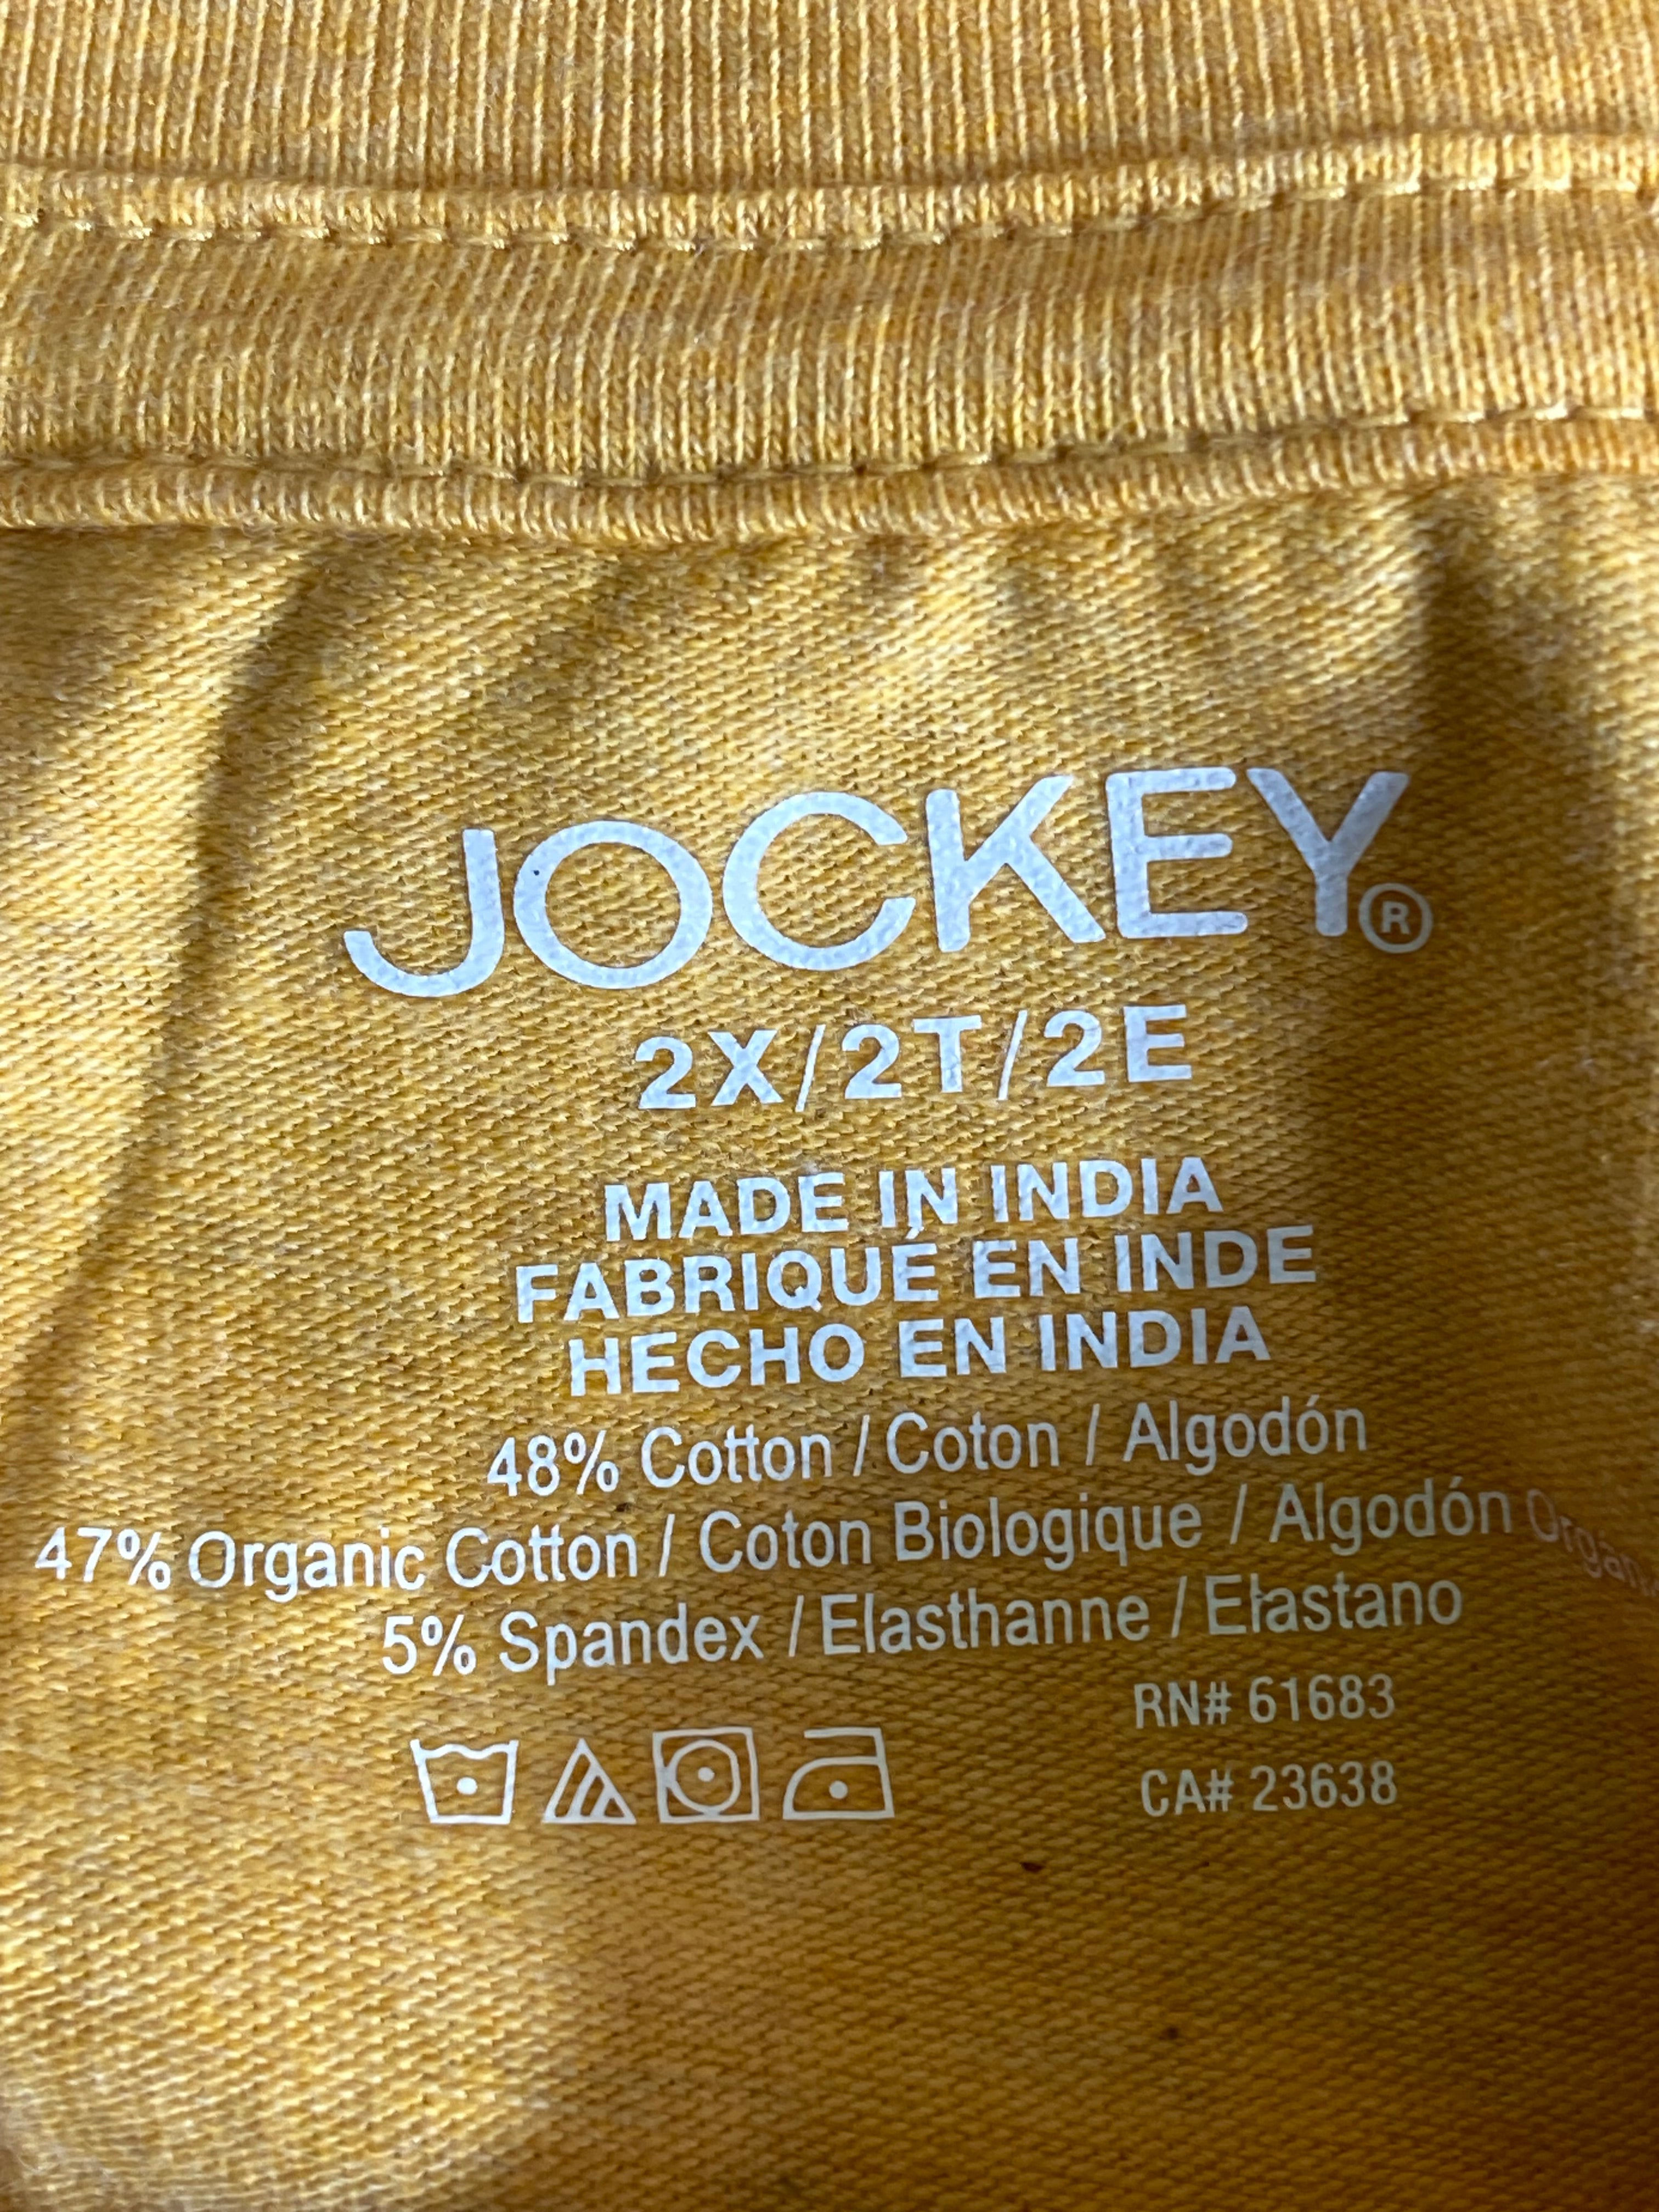 JOCKEY®
2X/2T/2E
MADE IN INDIA
FABRIQUÉ EN INDE
HECHO EN INDIA
48% Cotton / Coton / Algodón
47% Organic Cotton / Coton Biologique / Algodón
5% Spandex / Elasthanne / Elastano
RN# 61683
CA# 23638